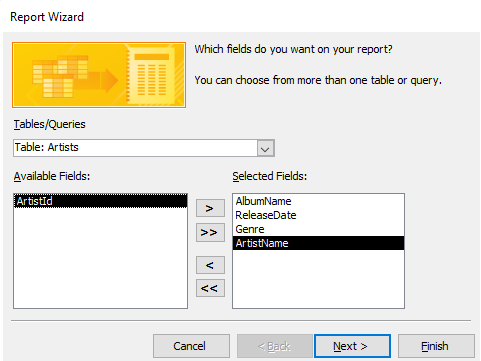 Report Wizard
Which fields do you want on your report?
You can choose from more than one table or query.
Tables/Queries
Table: Artists
Available Fields:
Selected Fields:
ArtistId
>
>>
<
<<
AlbumName
ReleaseDate
Genre
ArtistName
Cancel
< Back
Next >
Finish